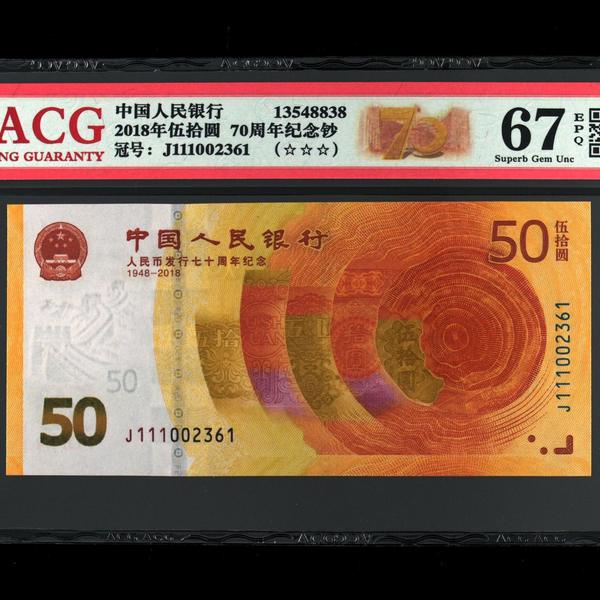 ACG
NG GUARANTY
中国人民银行 13548838
2018年伍拾圆 70周年纪念钞
冠号：J111002361 (☆☆☆)
70
67
EPQ
Superb Gem Unc
中国人民银行
人民币发行七十周年纪念
1948-2018
50
伍拾圆
伍拾圆
50
50
J111002361
J111002361